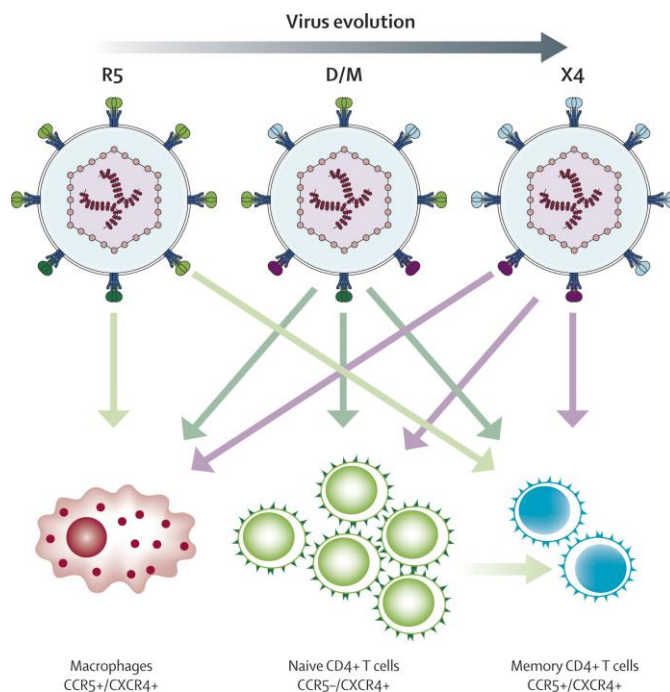 Virus evolution
R5
D/M
X4
Macrophages
CCR5+/CXCR4+
Naive CD4+ T cells
CCR5–/CXCR4+
Memory CD4+ T cells
CCR5+/CXCR4+